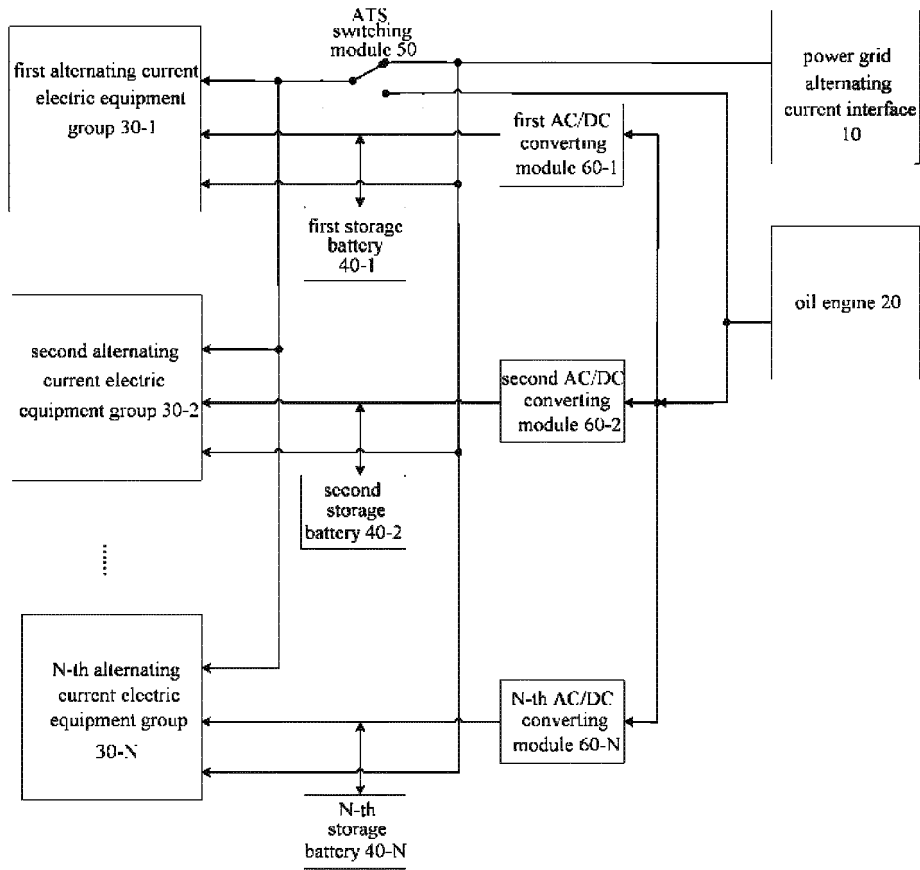 ATS
switching
module 50
first alternating current
electric equipment
group 30-1
power grid
alternating
current interface
10
first AC/DC
converting
module 60-1
first storage
battery
40-1
oil engine 20
second alternating
current electric
equipment group 30-2
second AC/DC
converting
module 60-2
second
storage
battery 40-2
......
N-th alternating
current electric
equipment group
30-N
N-th AC/DC
converting
module 60-N
N-th
storage
battery 40-N